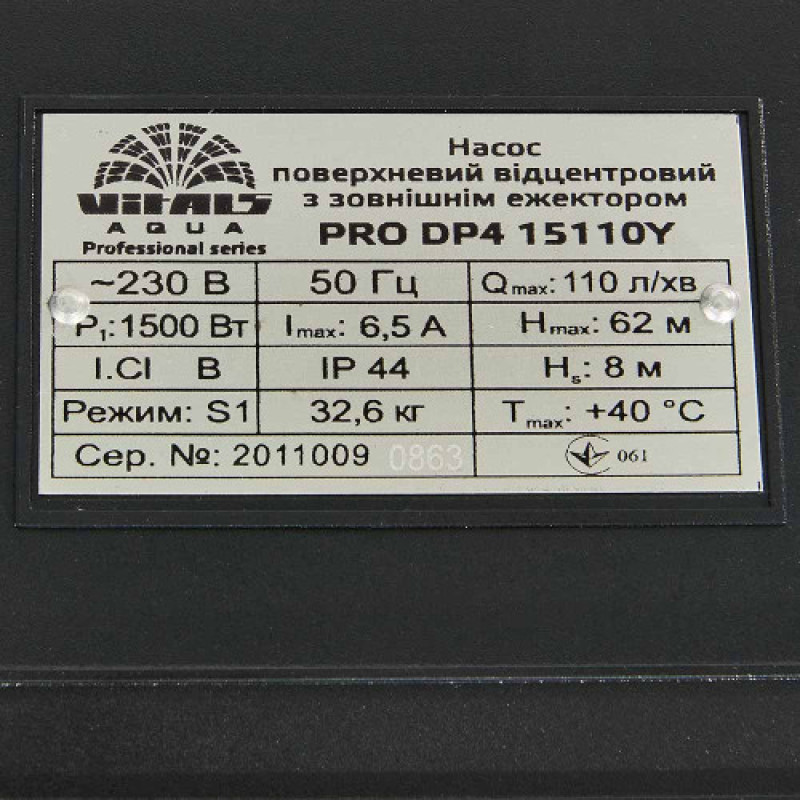 VITALS
AQUA
Professional series
Насос
поверхневий відцентровий
з зовнішнім ежектором
PRO DP4 15110Y
~230 В 50 Гц Qmax: 110 л/хв
P₁: 1500 Вт Imax: 6,5 А Hmax: 62 м
I.Cl B IP 44 Hs: 8 м
Режим: S1 32,6 кг Tmax: +40 °C
Сер. №: 2011009 0863 061